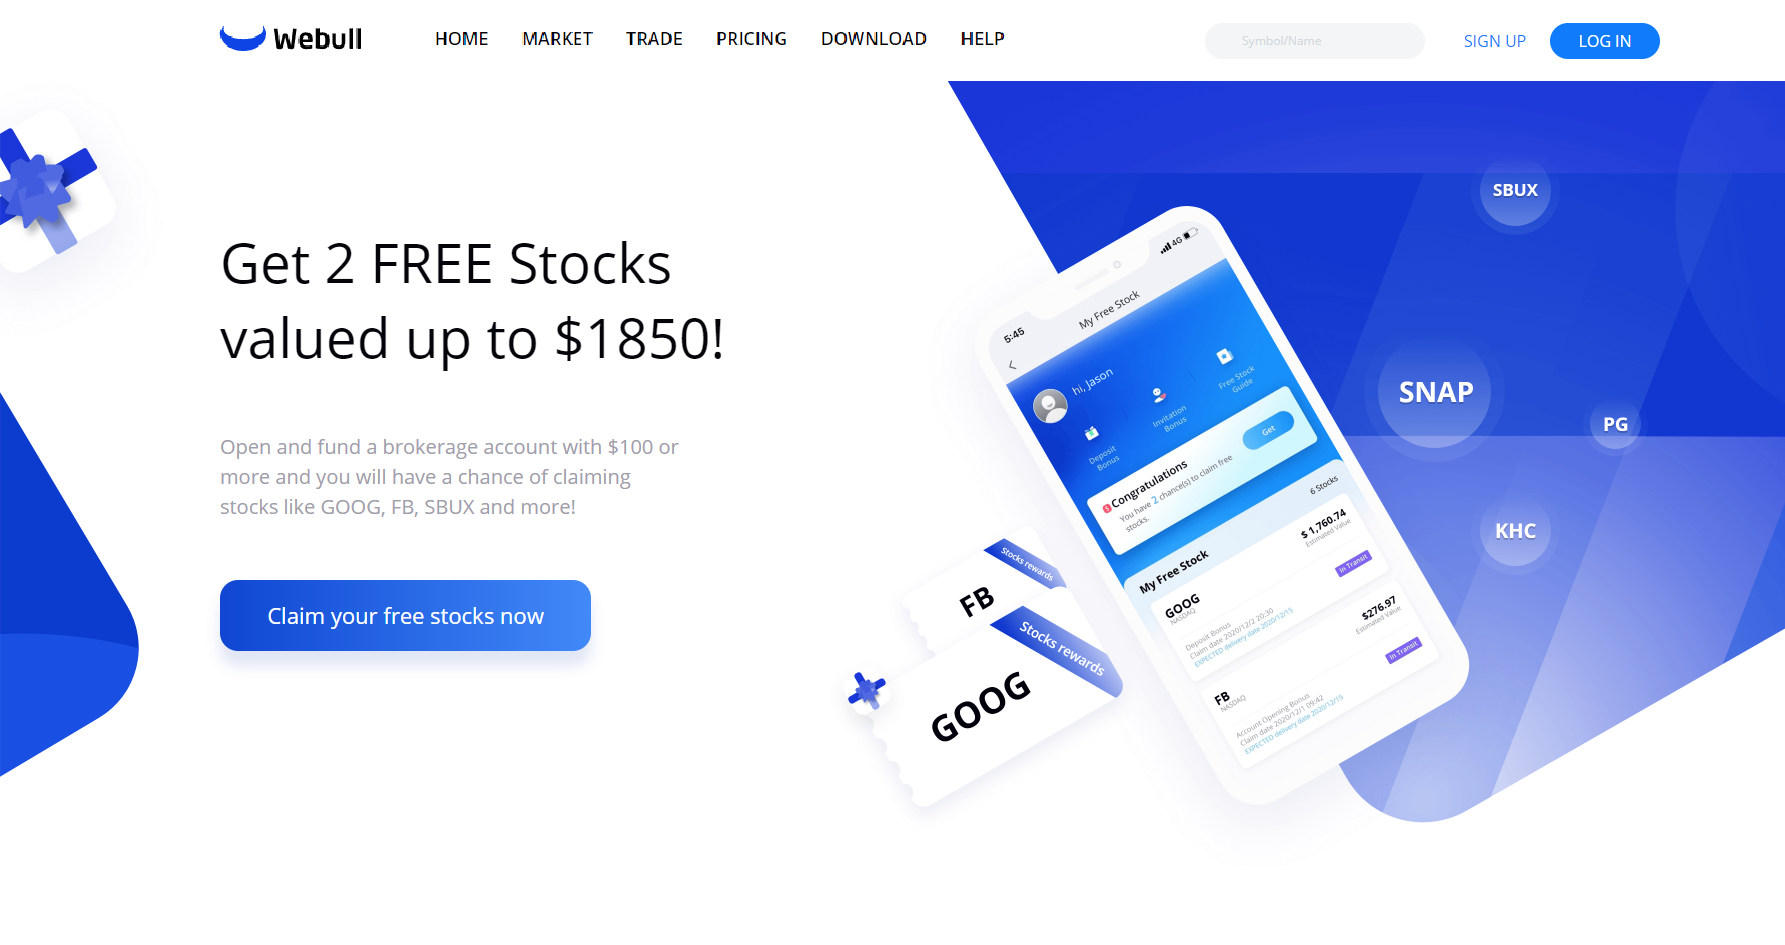 Webull
HOME MARKET TRADE PRICING DOWNLOAD HELP
Symbol/Name
SIGN UP
LOG IN
Get 2 FREE Stocks
valued up to $1850!
Open and fund a brokerage account with $100 or
more and you will have a chance of claiming
stocks like GOOG, FB, SBUX and more!
Claim your free stocks now
5:45
4G
My Free Stock
hi, Jason
Deposit
Bonus
Invitation
Bonus
Free Stock
Guide
Congratulations
You have 2 chance(s) to claim free
stocks.
Get
My Free Stock
6 Stocks
GOOG
NASDAQ
$ 1,760.74
Estimated Value
In Transit
Deposit Bonus
Claim date 2020/12/2 20:30
EXPECTED delivery date 2020/12/15
FB
NASDAQ
$276.97
Estimated Value
In Transit
Account Opening Bonus
Claim date 2020/12/1 09:42
EXPECTED delivery date 2020/12/15
FB
Stocks rewards
GOOG
Stocks rewards
SBUX
SNAP
PG
KHC